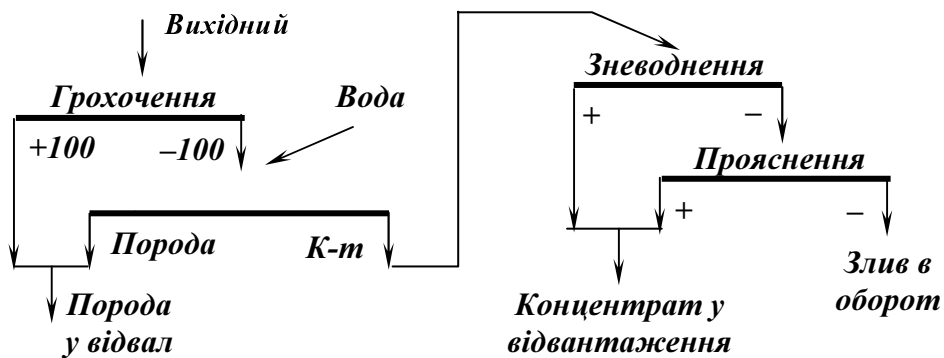 Вихідний
Грохочення
+100
–100
Вода
Порода
К-т
Порода
у відвал
Зневоднення
+
–
Прояснення
+
–
Концентрат у
відвантаження
Злив в
оборот